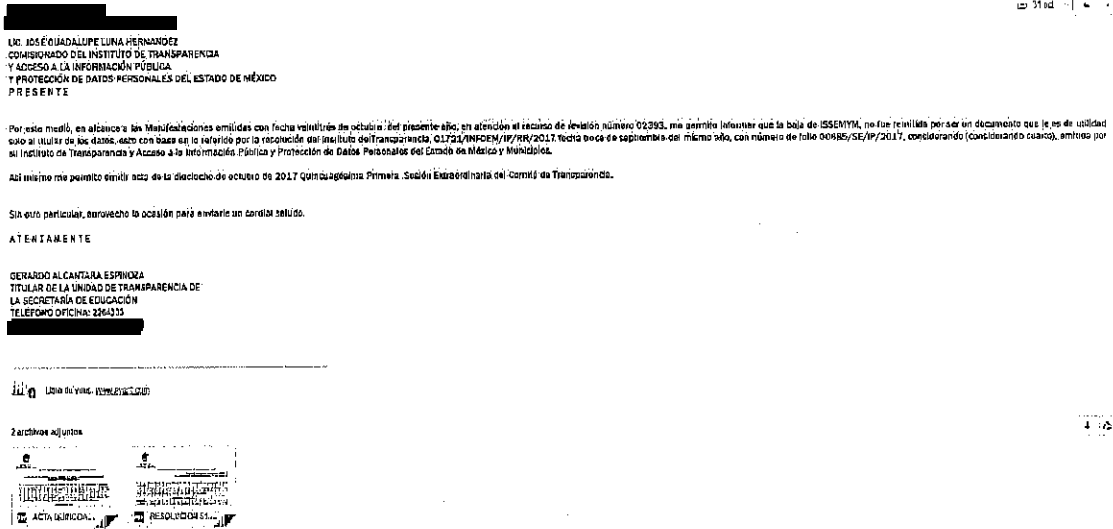 31 oct
LIC. JOSÉ GUADALUPE LUNA HERNANDEZ
COMISIONADO DEL INSTITUTO DE TRANSPARENCIA
Y ACCESO A LA INFORMACIÓN PÚBLICA
Y PROTECCIÓN DE DATOS PERSONALES DEL ESTADO DE MÉXICO
P R E S E N T E
Por este medio, en alcance a las Manifestaciones emitidas con fecha veintitrés de octubre del presente año, en atención al recurso de revisión número 02393, me permito informar que la baja de ISSEMYM, no fue remitida por ser un documento que le es de utilidad
solo al titular de los datos, esto con base en lo referido por la resolución del Instituto de Transparencia, 01721/INFOEM/IP/RR/2017 fecha doce de septiembre del mismo año, con número de folio 00685/SE/IP/2017, considerando (considerando cuarto), emitida por
su Instituto de Transparencia y Acceso a la Información Pública y Protección de Datos Personales del Estado de México y Municipios.
Asi mismo me permito emitir acta de la dieciocho de octubre de 2017 Quincuagésima Primera Sesión Extraordinaria del Comité de Transparencia.
Sin otro particular, aprovecho la ocasión para enviarle un cordial saludo.
A T E N T A M E N T E
GERARDO ALCANTARA ESPINOZA
TITULAR DE LA UNIDAD DE TRANSPARENCIA DE
LA SECRETARÍA DE EDUCACIÓN
TELÉFONO OFICINA: 2264333
2 archivos adjuntos
ACTA
RESOLUCION